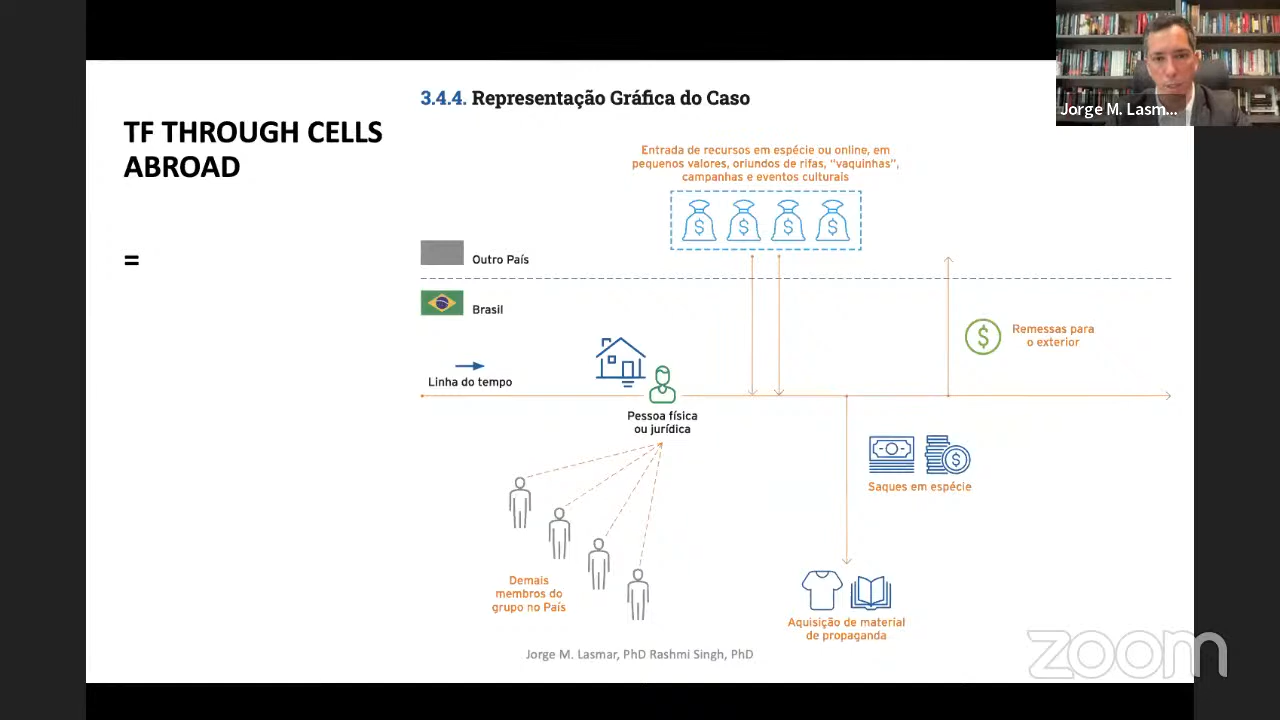 3.4.4. Representação Gráfica do Caso
Jorge M. Lasm...
TF THROUGH CELLS
ABROAD
=
Entrada de recursos em espécie ou online, em
pequenos valores, oriundos de rifas, “vaquinhas”,
campanhas e eventos culturais
$ $ $ $
Outro País
Brasil
$
Remessas para
o exterior
Linha do tempo
Pessoa física
ou jurídica
$
Saques em espécie
Demais
membros do
grupo no País
Aquisição de material
de propaganda
Jorge M. Lasmar, PhD Rashmi Singh, PhD
zoom